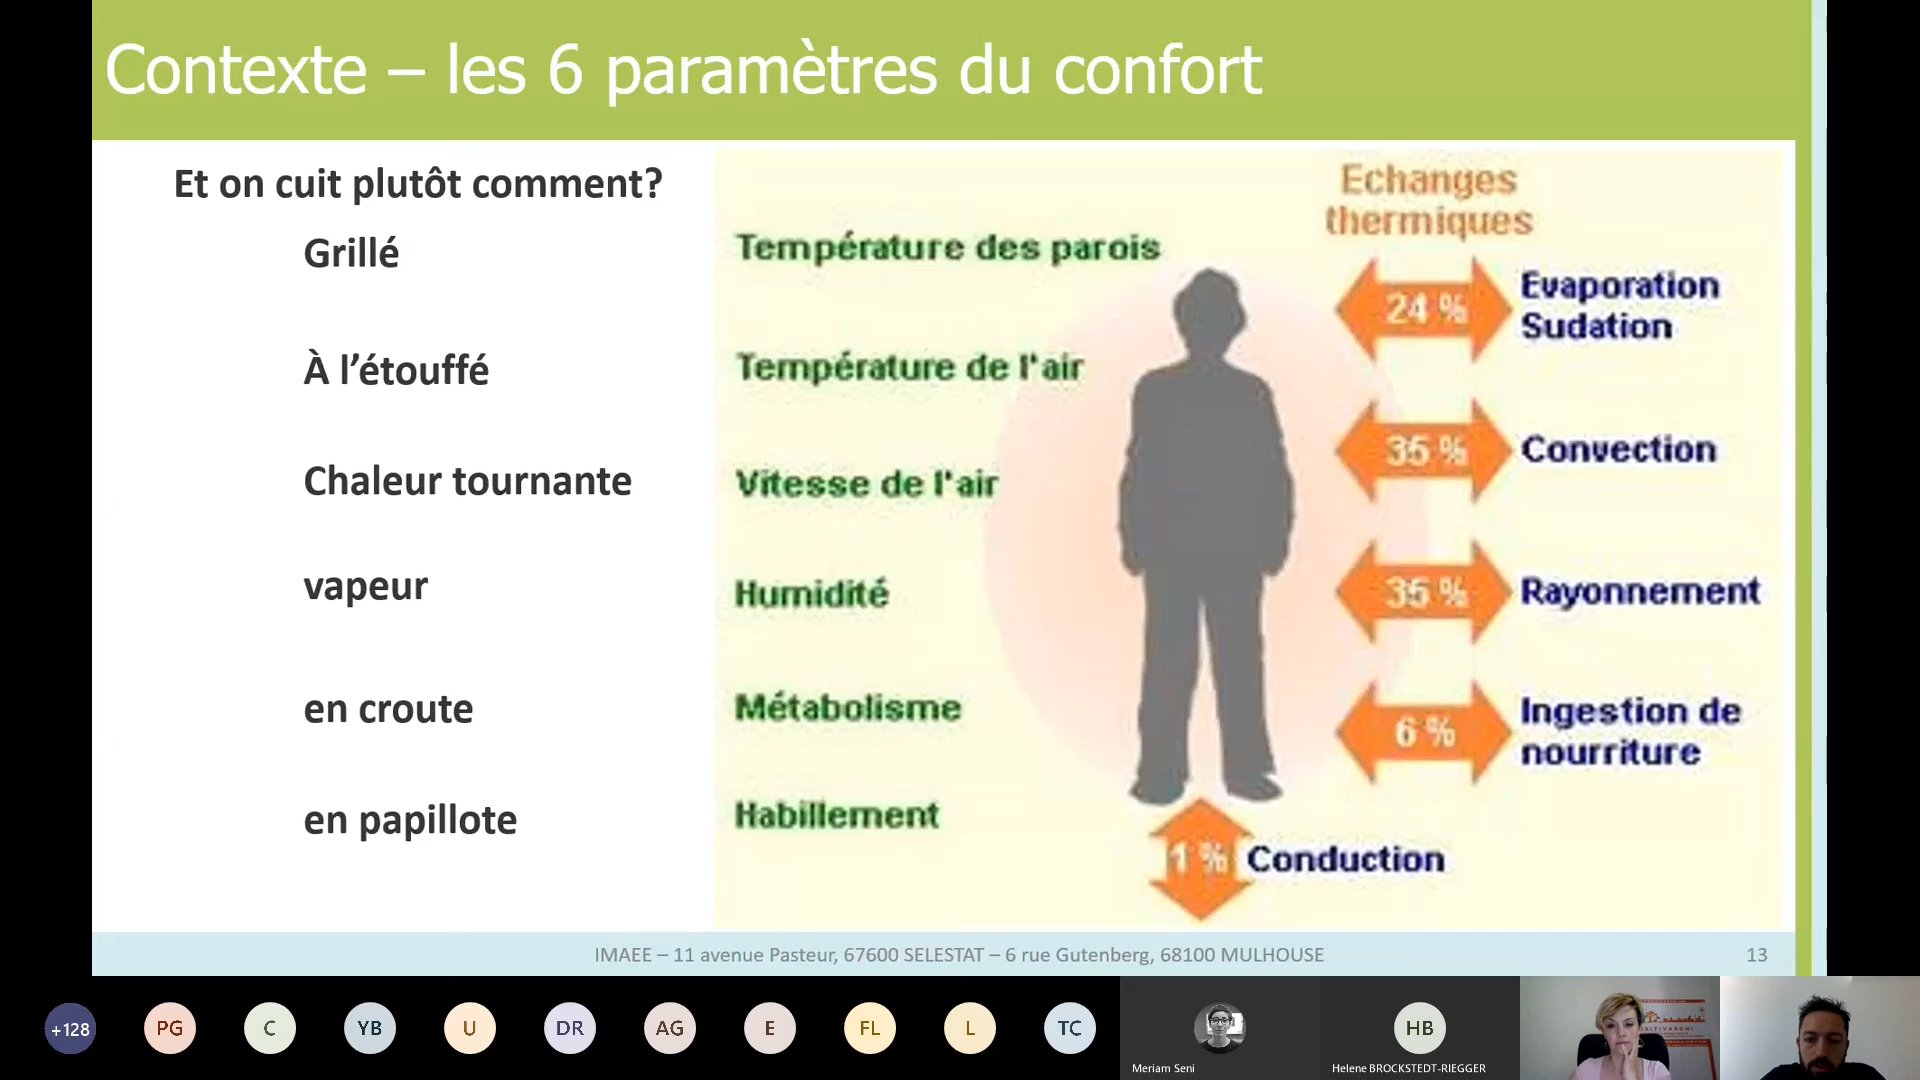 Contexte – les 6 paramètres du confort
Et on cuit plutôt comment?
Grillé
À l'étouffé
Chaleur tournante
vapeur
en croute
en papillote
Température des parois
Température de l'air
Vitesse de l'air
Humidité
Métabolisme
Habillement
Echanges
thermiques
24 %
Evaporation
Sudation
35 %
Convection
35 %
Rayonnement
6 %
Ingestion de
nourriture
1 %
Conduction
IMAEE – 11 avenue Pasteur, 67600 SELESTAT – 6 rue Gutenberg, 68100 MULHOUSE
13
+128
PG
C
YB
U
DR
AG
E
FL
L
TC
Meriam Seni
HB
Helene BROCKSTEDT-RIEGGER